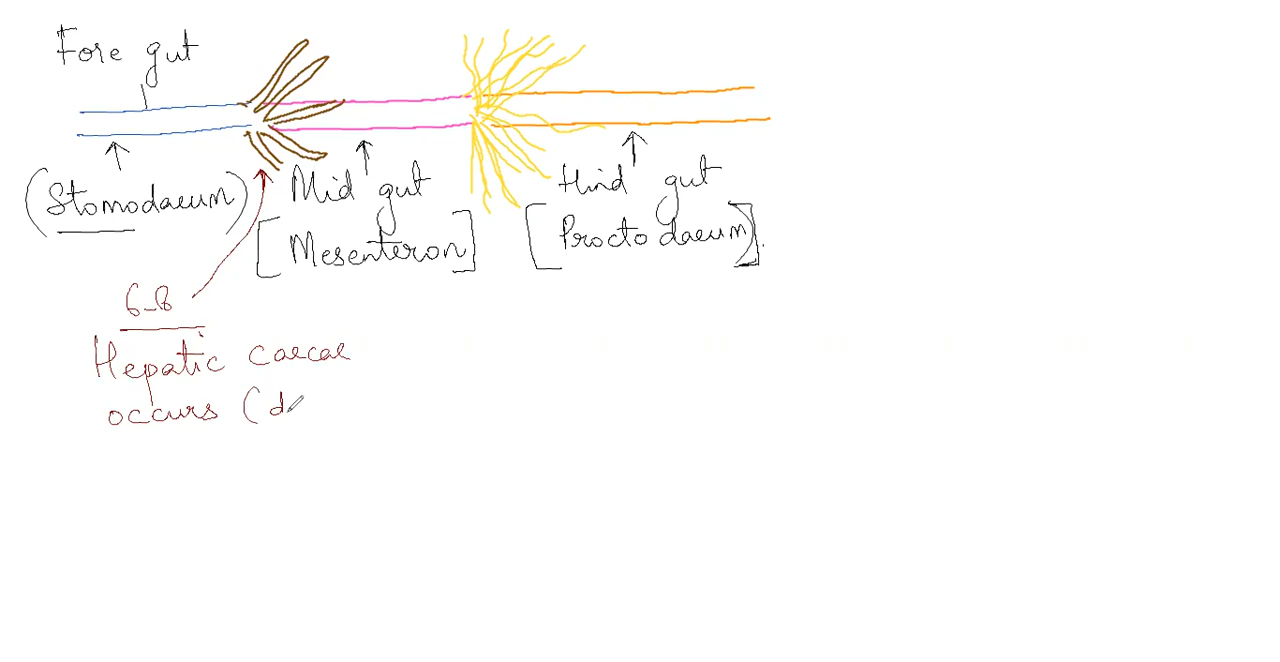 Fore gut
(Stomodaeum)
Mid gut
[Mesenteron]
Hind gut
[Proctodaeum].
6-8
Hepatic caecae
occurs (d